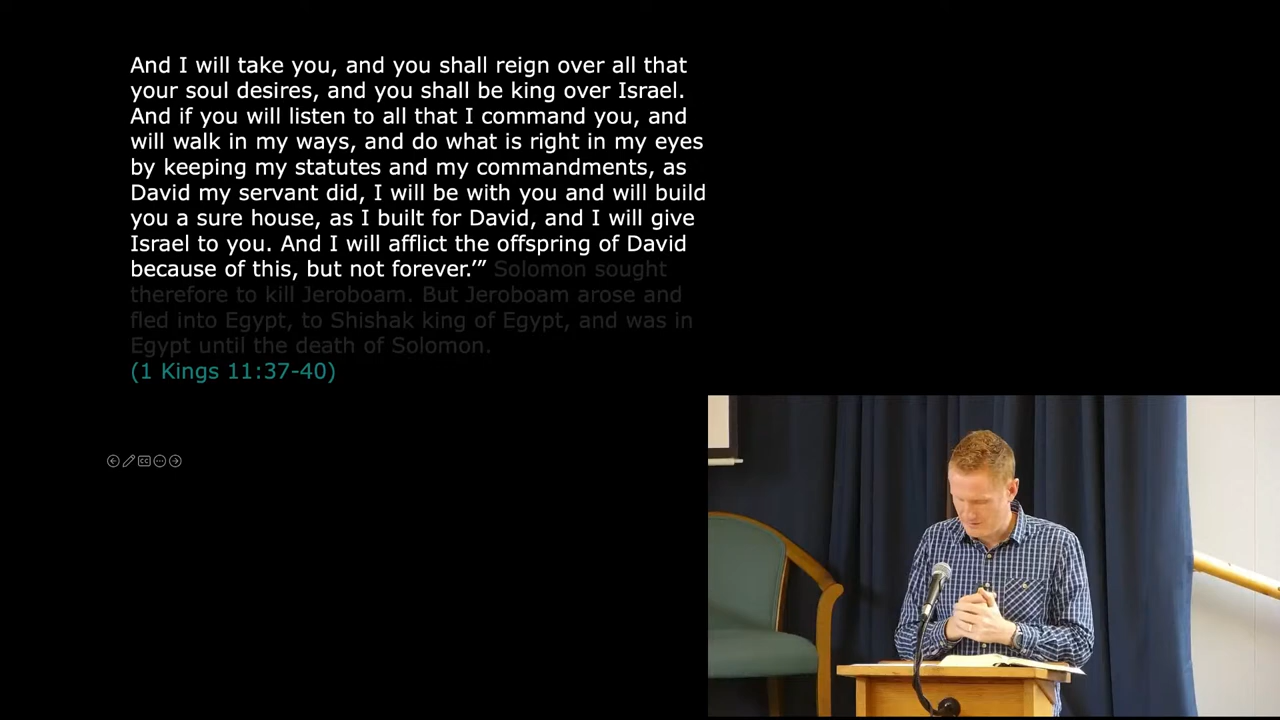 And I will take you, and you shall reign over all that
your soul desires, and you shall be king over Israel.
And if you will listen to all that I command you, and
will walk in my ways, and do what is right in my eyes
by keeping my statutes and my commandments, as
David my servant did, I will be with you and will build
you a sure house, as I built for David, and I will give
Israel to you. And I will afflict the offspring of David
because of this, but not forever.’” Solomon sought
therefore to kill Jeroboam. But Jeroboam arose and
fled into Egypt, to Shishak king of Egypt, and was in
Egypt until the death of Solomon.
(1 Kings 11:37-40)
CC